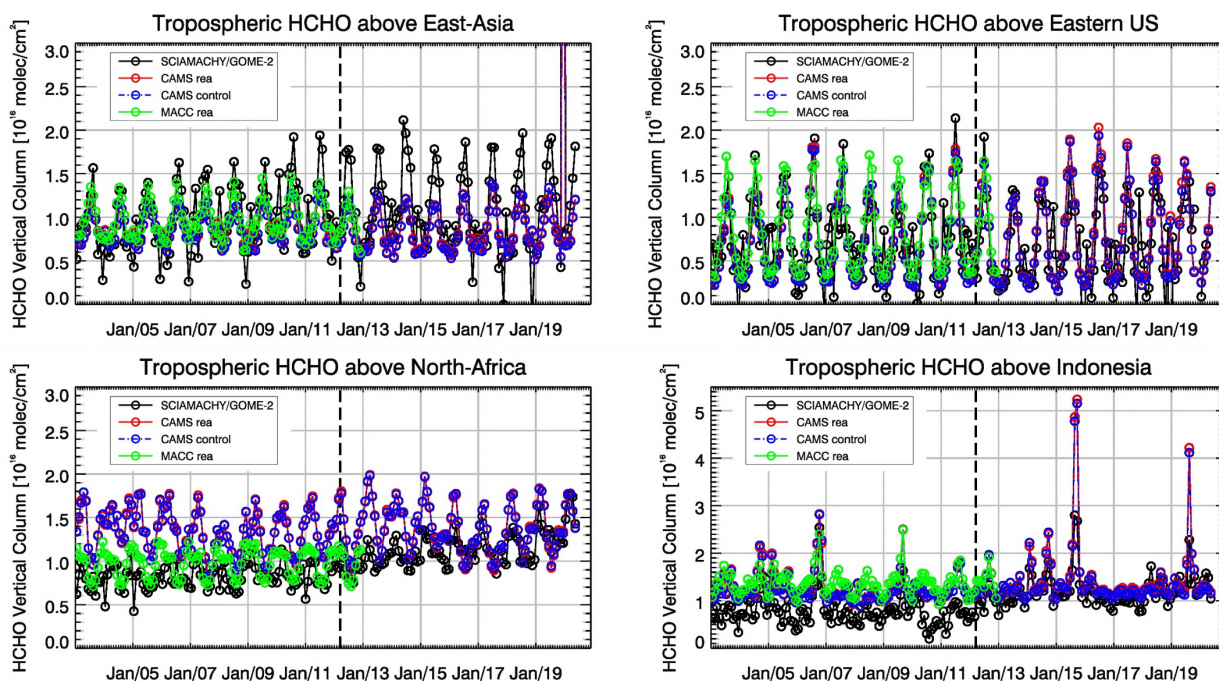 Tropospheric HCHO above East-Asia
HCHO Vertical Column [10¹⁶ molec/cm²]
3.0
2.5
2.0
1.5
1.0
0.5
0.0
SCIAMACHY/GOME-2
CAMS rea
CAMS control
MACC rea
Jan/05 Jan/07 Jan/09 Jan/11 Jan/13 Jan/15 Jan/17 Jan/19
Tropospheric HCHO above Eastern US
HCHO Vertical Column [10¹⁶ molec/cm²]
3.0
2.5
2.0
1.5
1.0
0.5
0.0
SCIAMACHY/GOME-2
CAMS rea
CAMS control
MACC rea
Jan/05 Jan/07 Jan/09 Jan/11 Jan/13 Jan/15 Jan/17 Jan/19
Tropospheric HCHO above North-Africa
HCHO Vertical Column [10¹⁶ molec/cm²]
3.0
2.5
2.0
1.5
1.0
0.5
0.0
SCIAMACHY/GOME-2
CAMS rea
CAMS control
MACC rea
Jan/05 Jan/07 Jan/09 Jan/11 Jan/13 Jan/15 Jan/17 Jan/19
Tropospheric HCHO above Indonesia
HCHO Vertical Column [10¹⁶ molec/cm²]
5
4
3
2
1
0
SCIAMACHY/GOME-2
CAMS rea
CAMS control
MACC rea
Jan/05 Jan/07 Jan/09 Jan/11 Jan/13 Jan/15 Jan/17 Jan/19